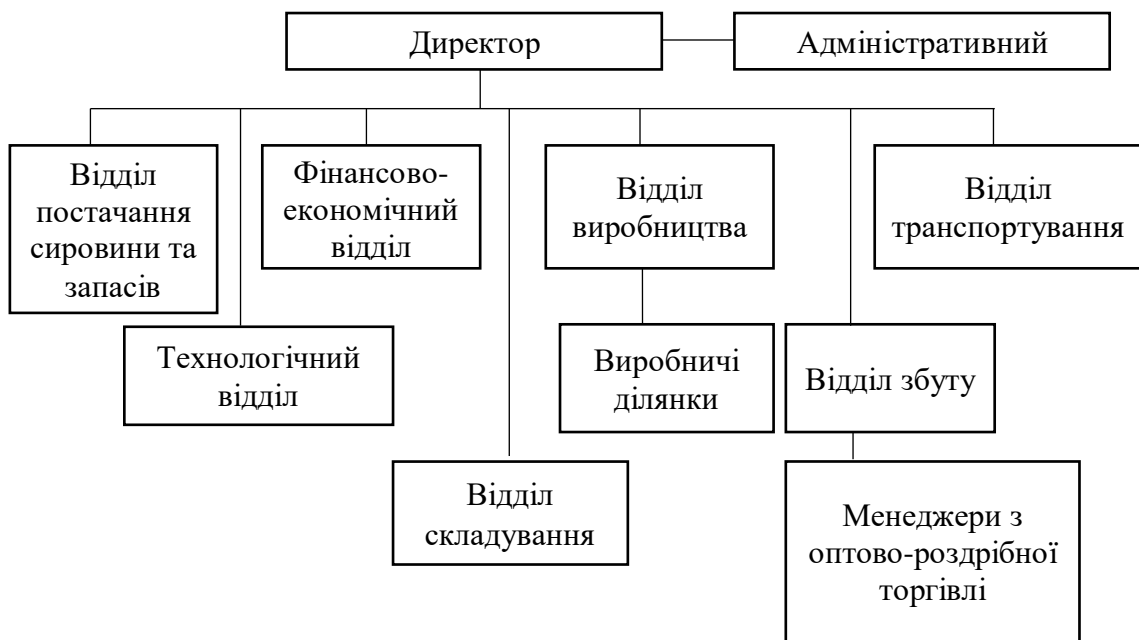 Директор
Адміністративний
Відділ
постачання
сировини та
запасів
Фінансово-
економічний
відділ
Відділ
виробництва
Відділ
транспортування
Технологічний
відділ
Виробничі
ділянки
Відділ збуту
Відділ
складування
Менеджери з
оптово-роздрібної
торгівлі